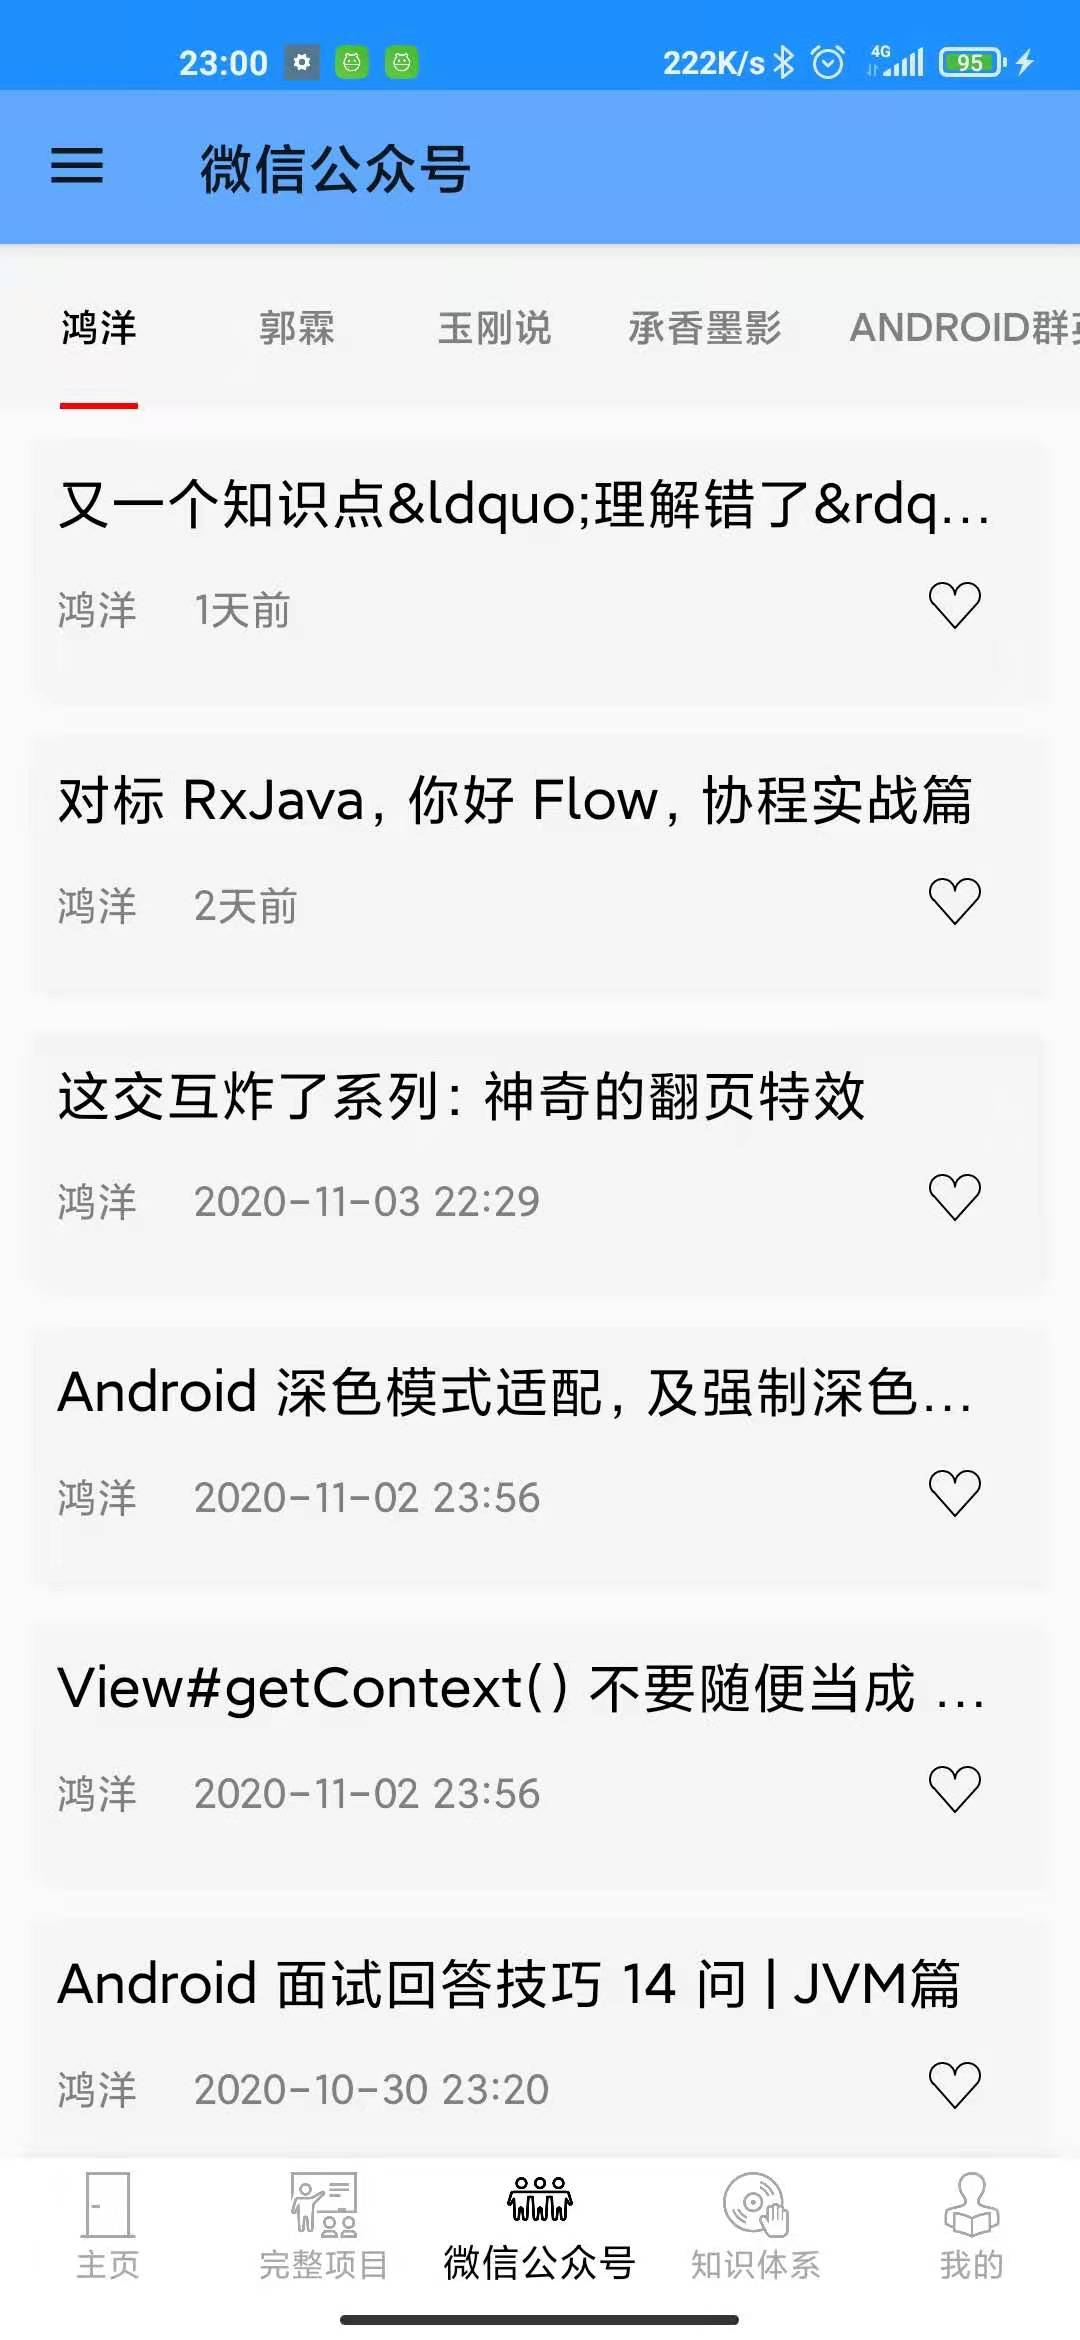 23:00 222K/s 4G 95
微信公众号
鸿洋 郭霖 玉刚说 承香墨影 ANDROID群
又一个知识点&ldquo;理解错了&rdq...
鸿洋 1天前
对标 RxJava，你好 Flow，协程实战篇
鸿洋 2天前
这交互炸了系列：神奇的翻页特效
鸿洋 2020-11-03 22:29
Android 深色模式适配，及强制深色...
鸿洋 2020-11-02 23:56
View#getContext() 不要随便当成 ...
鸿洋 2020-11-02 23:56
Android 面试回答技巧 14 问 | JVM篇
鸿洋 2020-10-30 23:20
主页 完整项目 微信公众号 知识体系 我的